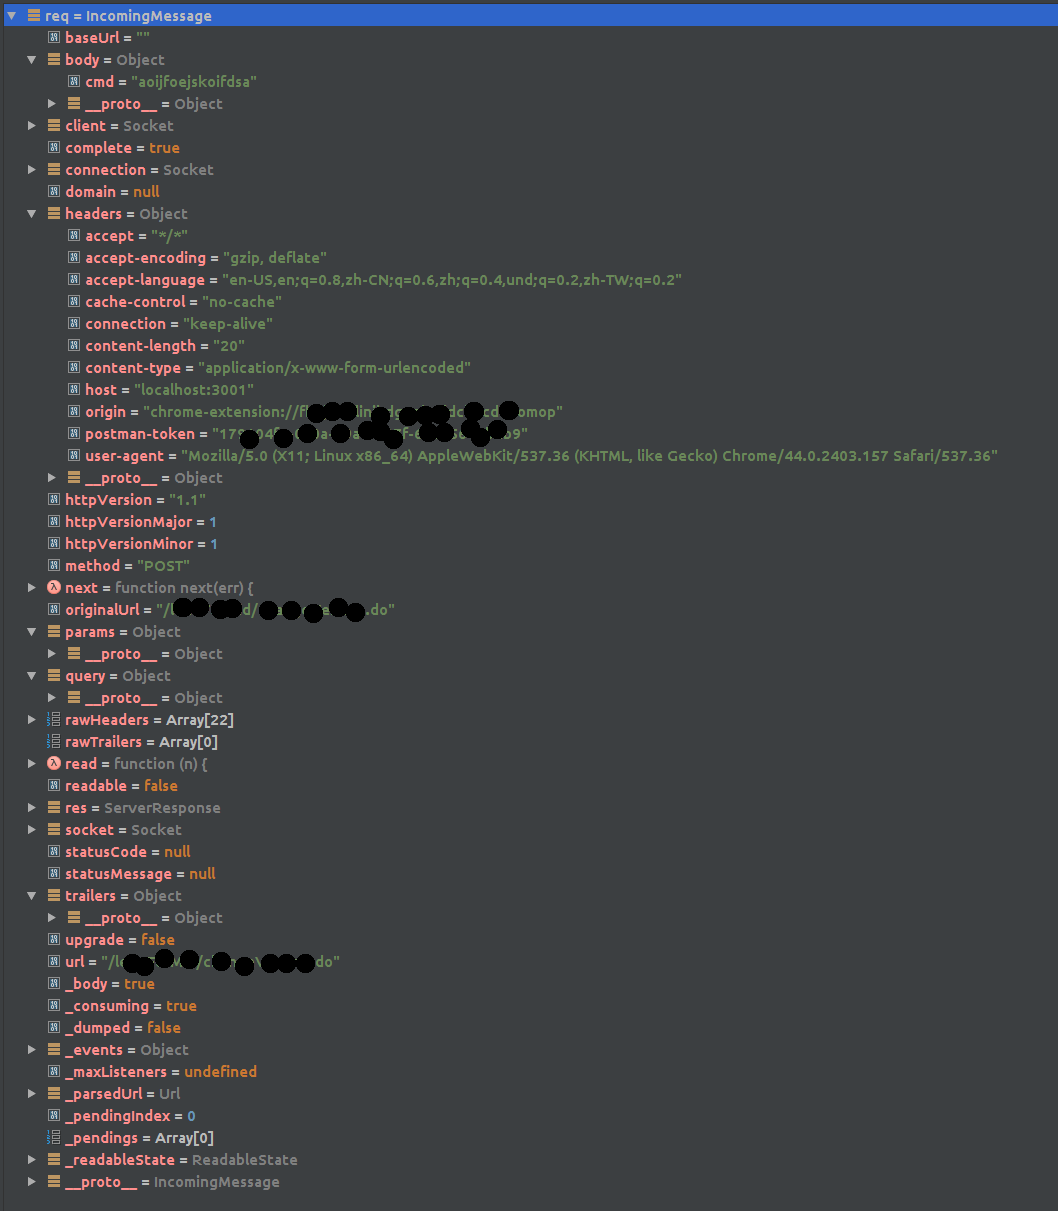 req = IncomingMessage
baseUrl = ""
body = Object
cmd = "aoijfoejskoifdsa"
__proto__ = Object
client = Socket
complete = true
connection = Socket
domain = null
headers = Object
accept = "*/*"
accept-encoding = "gzip, deflate"
accept-language = "en-US,en;q=0.8,zh-CN;q=0.6,zh;q=0.4,und;q=0.2,zh-TW;q=0.2"
cache-control = "no-cache"
connection = "keep-alive"
content-length = "20"
content-type = "application/x-www-form-urlencoded"
host = "localhost:3001"
origin = "chrome-extension://
postman-token =
user-agent = "Mozilla/5.0 (X11; Linux x86_64) AppleWebKit/537.36 (KHTML, like Gecko) Chrome/44.0.2403.157 Safari/537.36"
__proto__ = Object
httpVersion = "1.1"
httpVersionMajor = 1
httpVersionMinor = 1
method = "POST"
next = function next(err) {
originalUrl = .do"
params = Object
__proto__ = Object
query = Object
__proto__ = Object
rawHeaders = Array[22]
rawTrailers = Array[0]
read = function (n) {
readable = false
res = ServerResponse
socket = Socket
statusCode = null
statusMessage = null
trailers = Object
__proto__ = Object
upgrade = false
url = do"
_body = true
_consuming = true
_dumped = false
_events = Object
_maxListeners = undefined
_parsedUrl = Url
_pendingIndex = 0
_pendings = Array[0]
_readableState = ReadableState
__proto__ = IncomingMessage